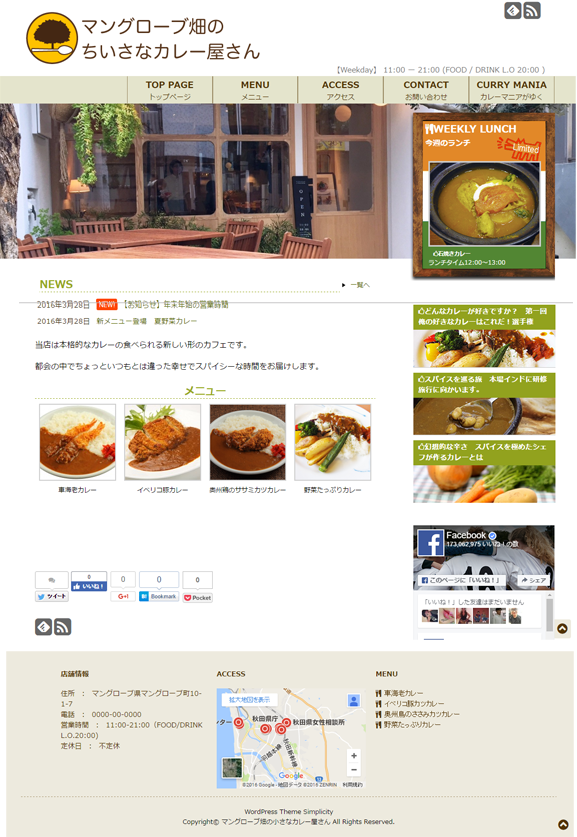 マングローブ畑の
ちいさなカレー屋さん
【Weekday】 11:00 ー 21:00 (FOOD / DRINK L.O 20:00 )
TOP PAGE
トップページ
MENU
メニュー
ACCESS
アクセス
CONTACT
お問い合わせ
CURRY MANIA
カレーマニアがゆく
WEEKLY LUNCH
今週のランチ
Limited
OPEN
石焼きカレー
ランチタイム12:00～13:00
NEWS
一覧へ
2016年3月28日 NEW! 【お知らせ】年末年始の営業時間
2016年3月28日 新メニュー登場 夏野菜カレー
当店は本格的なカレーの食べられる新しい形のカフェです。
都会の中でちょっといつもとは違った幸せでスパイシーな時間をお届けします。
メニュー
車海老カレー
イベリコ豚カレー
奥州鶏のササミカツカレー
野菜たっぷりカレー
どんなカレーが好きですか？ 第一回
俺の好きなカレーはこれだ！選手権
スパイスを巡る旅 本場インドに研修
旅行に向かいます。
幻想的な辛さ スパイスを極めたシェ
フが作るカレーとは
Facebook
173,062,975 いいね！の数
このページに「いいね！」
シェア
「いいね！」した友達はまだいません
0
0
0
0
ツイート
いいね！
G+1
B! Bookmark
Pocket
店舗情報
住所 ： マングローブ県マングローブ町10-
1-7
電話 ： 0000-00-0000
営業時間 ： 11:00-21:00（FOOD/DRINK
L.O.20:00)
定休日 ： 不定休
ACCESS
拡大地図を表示
ター
秋田県庁
秋田県女性相談所
羽越本線
Google
©2016 Google - 地図データ ©2016 ZENRIN 利用規約
MENU
車海老カレー
イベリコ豚カツカレー
奥州鳥のささみカツカレー
野菜たっぷりカレー
WordPress Theme Simplicity
Copyright© マングローブ畑の小さなカレー屋さん All Rights Reserved.